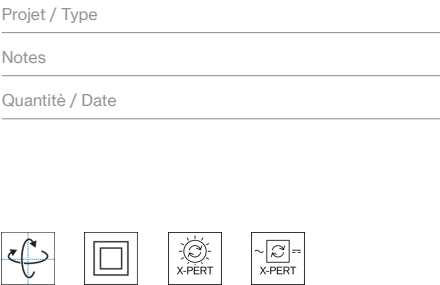 Projet / Type
Notes
Quantitè / Date
X-PERT
X-PERT